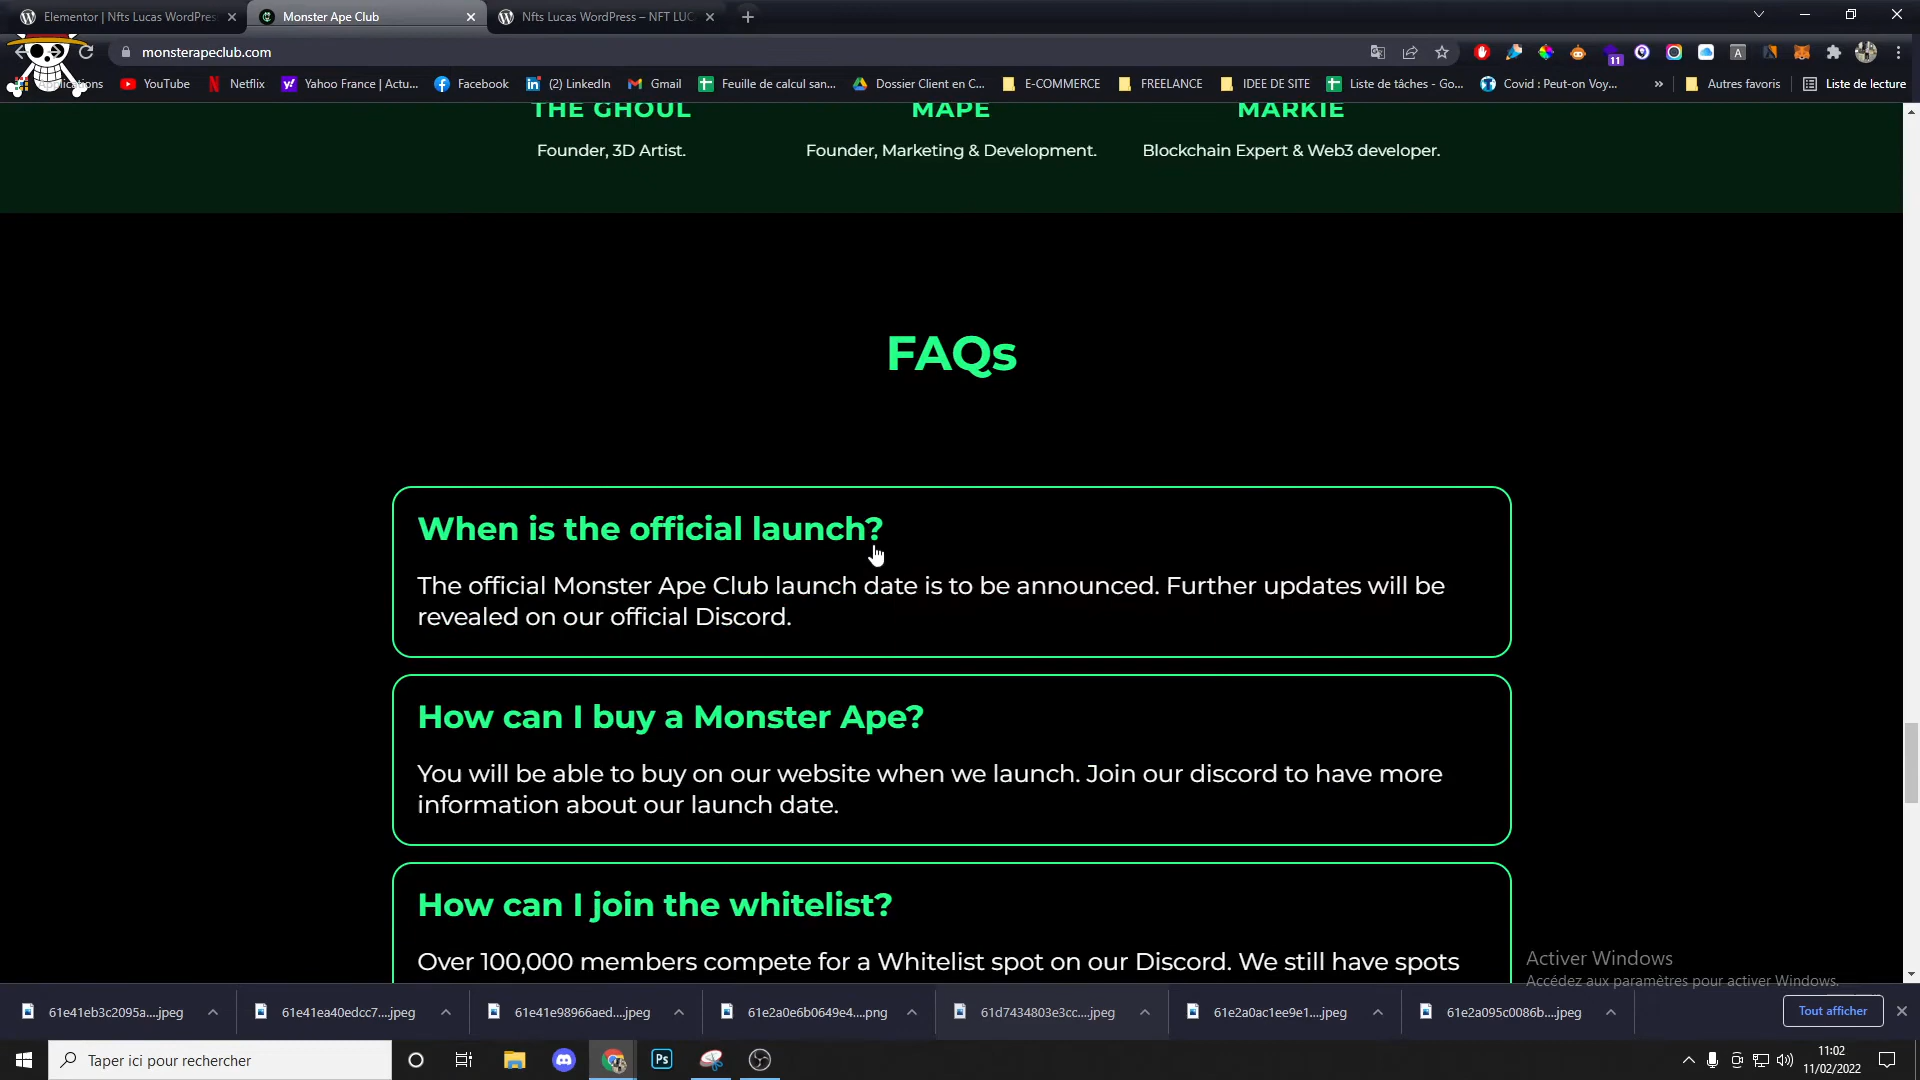 Elementor | Nfts Lucas WordPress
Monster Ape Club
Nfts Lucas WordPress – NFT LUC
monsterapeclub.com
11
YouTube
Netflix
Yahoo France | Actu...
Facebook
(2) LinkedIn
Gmail
Feuille de calcul san...
Dossier Client en C...
E-COMMERCE
FREELANCE
IDEE DE SITE
Liste de tâches - Go...
Covid : Peut-on Voy...
»
Autres favoris
Liste de lecture
THE GHOUL
MAPE
MARKIE
Founder, 3D Artist.
Founder, Marketing & Development.
Blockchain Expert & Web3 developer.
FAQs
When is the official launch?
The official Monster Ape Club launch date is to be announced. Further updates will be
revealed on our official Discord.
How can I buy a Monster Ape?
You will be able to buy on our website when we launch. Join our discord to have more
information about our launch date.
How can I join the whitelist?
Over 100,000 members compete for a Whitelist spot on our Discord. We still have spots
Activer Windows
Accédez aux paramètres pour activer Windows.
61e41eb3c2095a....jpeg
61e41ea40edcc7....jpeg
61e41e98966aed....jpeg
61e2a0e6b0649e4....png
61d7434803e3cc....jpeg
61e2a0ac1ee9e1....jpeg
61e2a095c0086b....jpeg
Tout afficher
Taper ici pour rechercher
Ps
11:02
11/02/2022